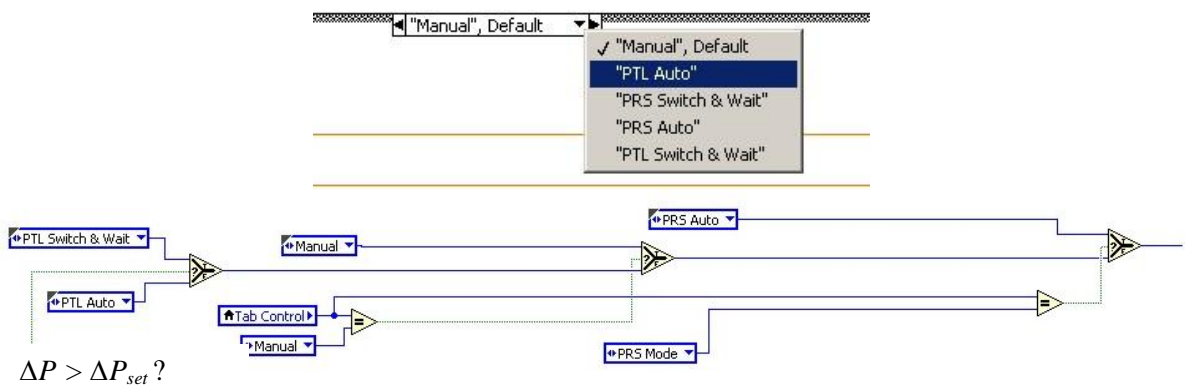 "Manual", Default
✓ "Manual", Default
"PTL Auto"
"PRS Switch & Wait"
"PRS Auto"
"PTL Switch & Wait"
PRS Auto
PTL Switch & Wait
Manual
? T F
? T F
? T F
PTL Auto
Tab Control
=
=
Manual
PRS Mode
ΔP > ΔPset ?